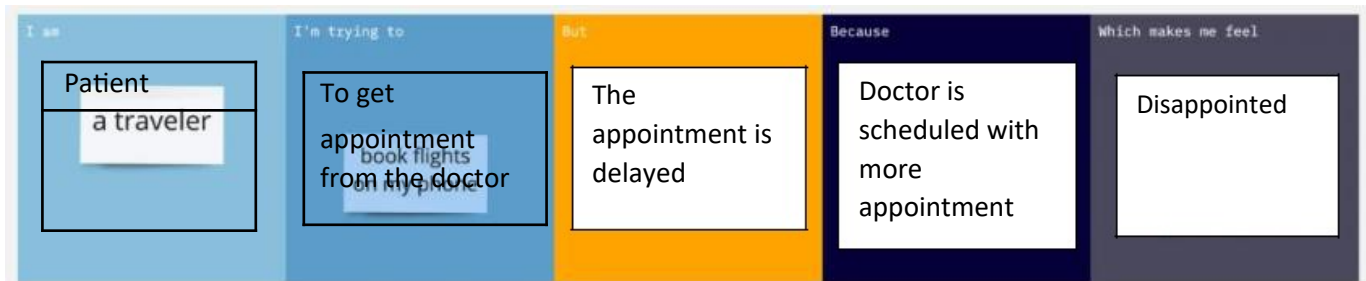 I am
Patient
a traveler
I'm trying to
To get
appointment
book flights
from the doctor
on my phone
But
The
appointment is
delayed
Because
Doctor is
scheduled with
more
appointment
Which makes me feel
Disappointed